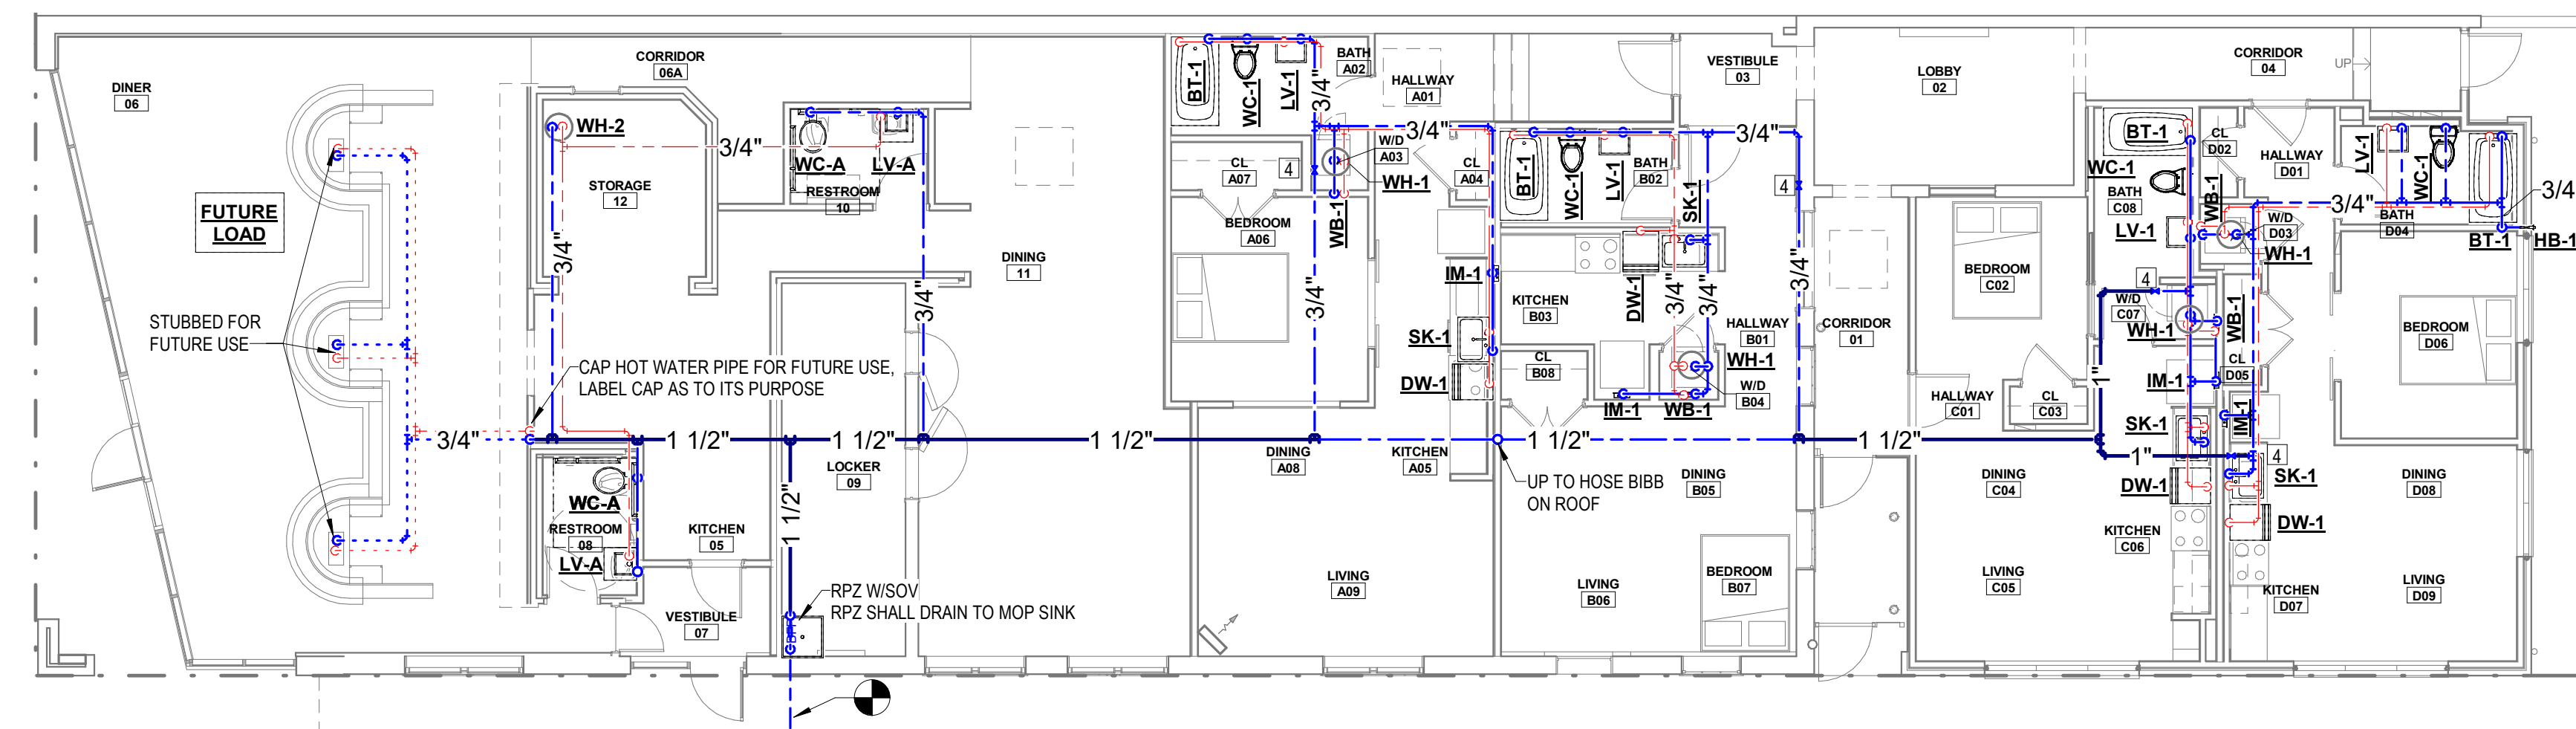 DINER
06
CORRIDOR
06A
WH-2
3/4"
WC-A
LV-A
RESTROOM
10
STORAGE
12
FUTURE
LOAD
3/4"
3/4"
DINING
11
STUBBED FOR
FUTURE USE
CAP HOT WATER PIPE FOR FUTURE USE,
LABEL CAP AS TO ITS PURPOSE
3/4"
1 1/2"
1 1/2"
1 1/2"
1 1/2"
LOCKER
09
WC-A
RESTROOM
08
LV-A
KITCHEN
05
VESTIBULE
07
RPZ W/SOV
RPZ SHALL DRAIN TO MOP SINK
BT-1
WC-1
LV-1
3/4"
BATH
A02
HALLWAY
A01
3/4"
W/D
A03
CL
A04
CL
A07
4
WH-1
WB-1
BEDROOM
A06
3/4"
IM-1
SK-1
DW-1
DINING
A08
KITCHEN
A05
LIVING
A09
VESTIBULE
03
3/4"
BT-1
WC-1
LV-1
BATH
B02
SK-1
4
KITCHEN
B03
DW-1
3/4"
3/4"
3/4"
HALLWAY
B01
CL
B08
WH-1
W/D
B04
IM-1
WB-1
1 1/2"
UP TO HOSE BIBB
ON ROOF
DINING
B05
LIVING
B06
BEDROOM
B07
LOBBY
02
CORRIDOR
04
UP
CORRIDOR
01
1 1/2"
BEDROOM
C02
HALLWAY
C01
CL
C03
BT-1
WC-1
BATH
C08
LV-1
4
W/D
C07
WH-1
1"
1"
IM-1
SK-1
DW-1
DINING
C04
KITCHEN
C06
LIVING
C05
CL
D02
HALLWAY
D01
LV-1
WC-1
WB-1
3/4"
BATH
D04
3/4
W/D
D03
WH-1
BT-1
HB-1
WB-1
CL
D05
IM-1
BEDROOM
D06
4
SK-1
DW-1
DINING
D08
KITCHEN
D07
LIVING
D09